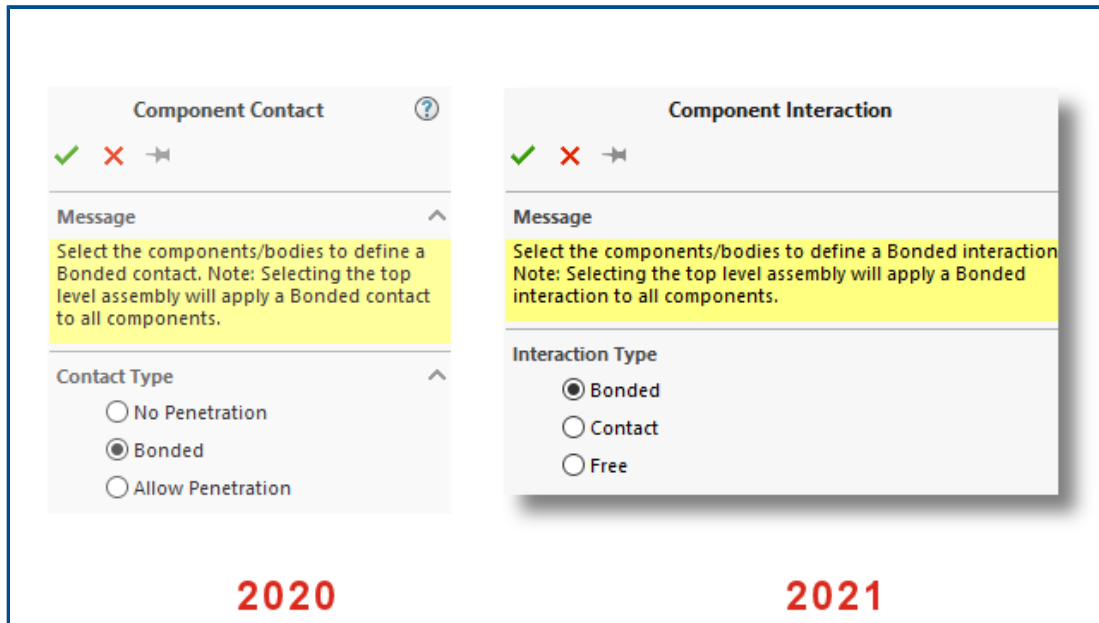 Component Contact
Message
Select the components/bodies to define a
Bonded contact. Note: Selecting the top
level assembly will apply a Bonded contact
to all components.
Contact Type
No Penetration
Bonded
Allow Penetration
2020
Component Interaction
Message
Select the components/bodies to define a Bonded interaction
Note: Selecting the top level assembly will apply a Bonded
interaction to all components.
Interaction Type
Bonded
Contact
Free
2021